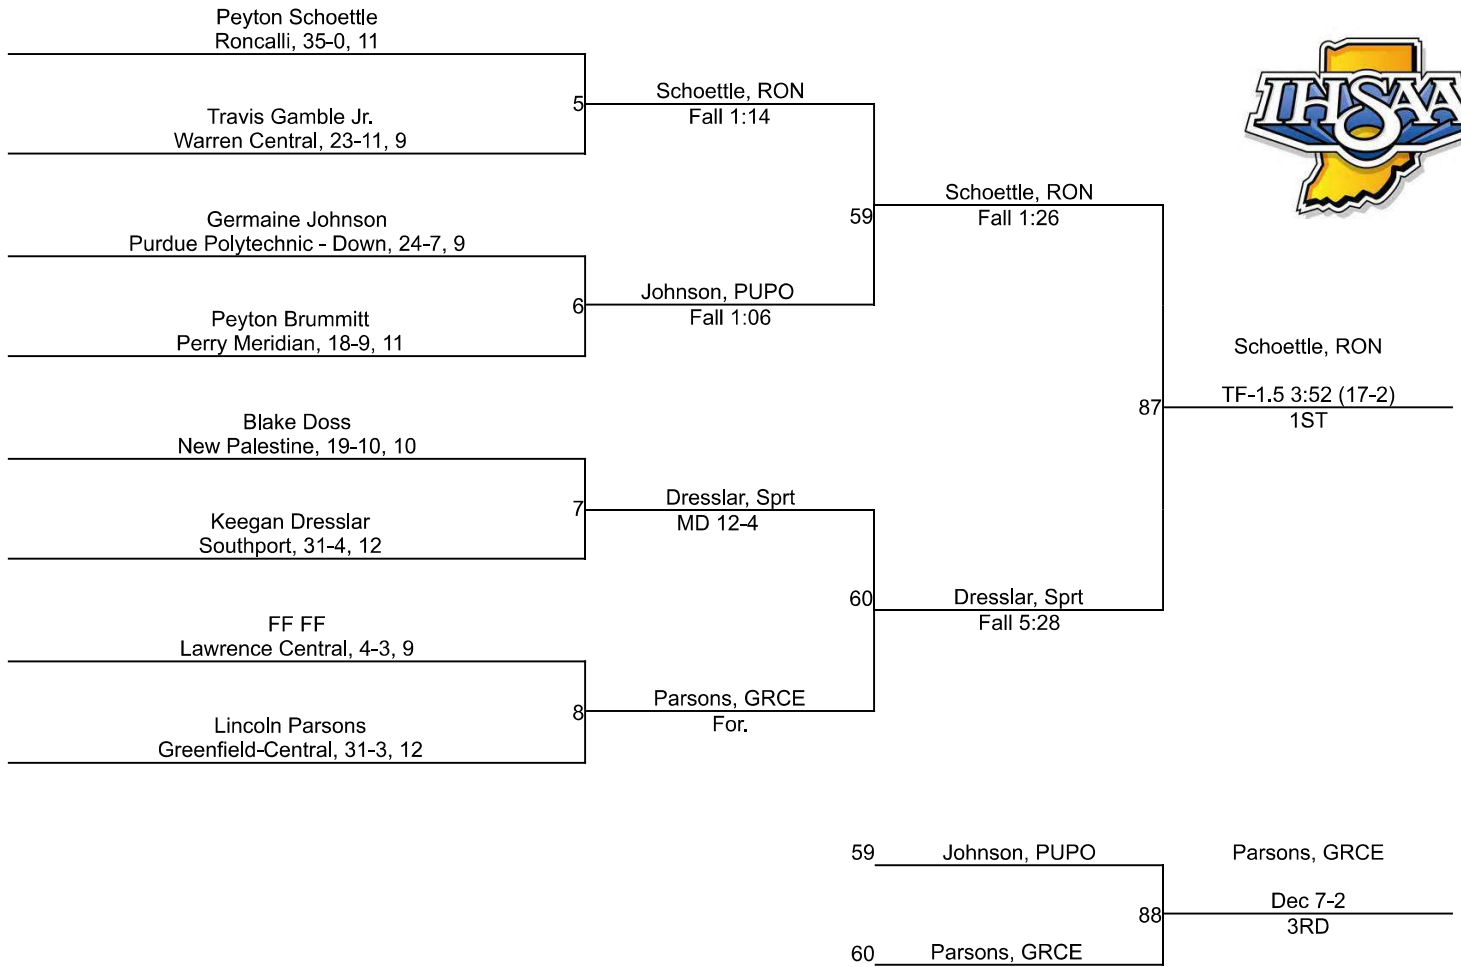 Peyton Schoettle
Roncalli, 35-0, 11
Travis Gamble Jr.
Warren Central, 23-11, 9
Germaine Johnson
Purdue Polytechnic - Down, 24-7, 9
Peyton Brummitt
Perry Meridian, 18-9, 11
Blake Doss
New Palestine, 19-10, 10
Keegan Dresslar
Southport, 31-4, 12
FF FF
Lawrence Central, 4-3, 9
Lincoln Parsons
Greenfield-Central, 31-3, 12
5
Schoettle, RON
Fall 1:14
6
Johnson, PUPO
Fall 1:06
7
Dresslar, Sprt
MD 12-4
8
Parsons, GRCE
For.
59
Schoettle, RON
Fall 1:26
60
Dresslar, Sprt
Fall 5:28
87
Schoettle, RON
TF-1.5 3:52 (17-2)
1ST
IHSAA
59
Johnson, PUPO
60
Parsons, GRCE
88
Parsons, GRCE
Dec 7-2
3RD